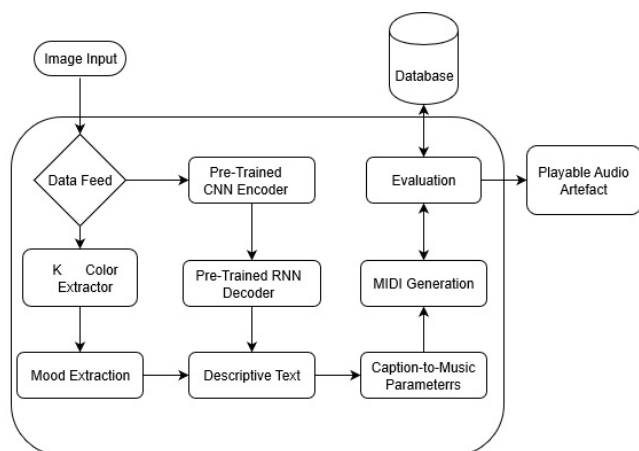 Image Input
Database
Data Feed
Pre-Trained
CNN Encoder
Evaluation
Playable Audio
Artefact
K Color
Extractor
Pre-Trained RNN
Decoder
MIDI Generation
Mood Extraction
Descriptive Text
Caption-to-Music
Parameterrs